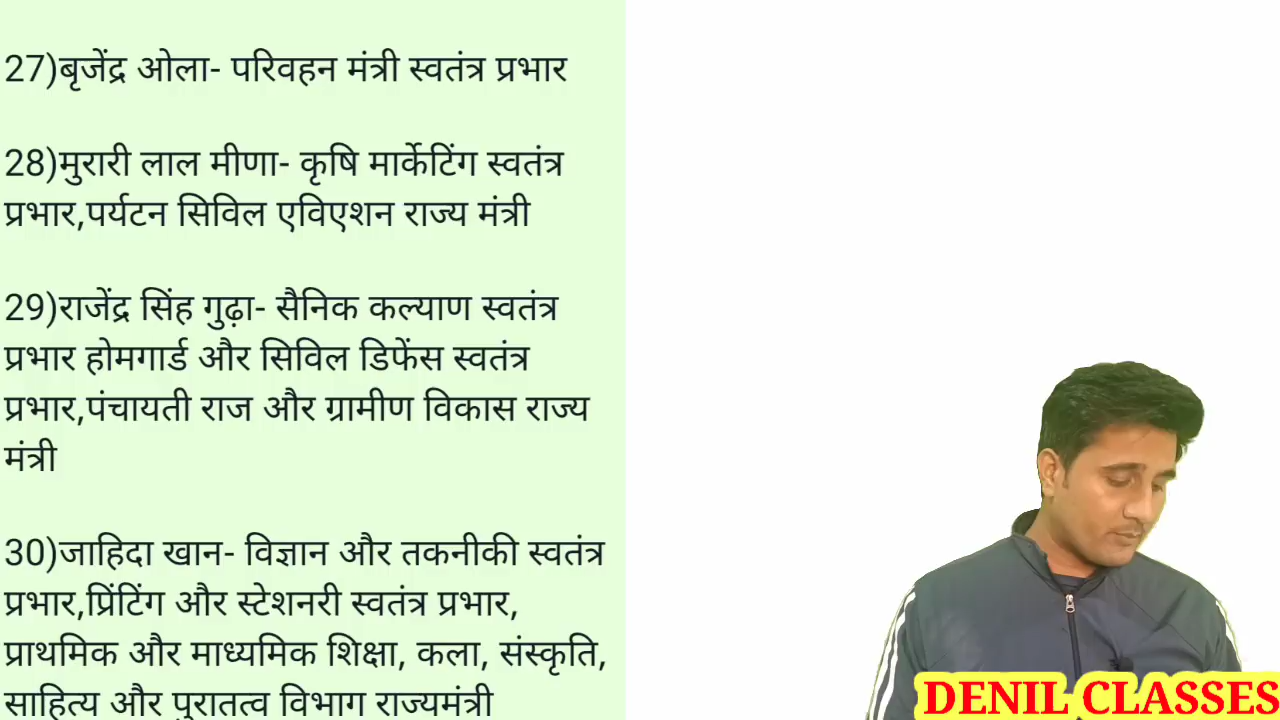 27)बृजेंद्र ओला- परिवहन मंत्री स्वतंत्र प्रभार
28)मुरारी लाल मीणा- कृषि मार्केटिंग स्वतंत्र
प्रभार,पर्यटन सिविल एविएशन राज्य मंत्री
29)राजेंद्र सिंह गुढ़ा- सैनिक कल्याण स्वतंत्र
प्रभार होमगार्ड और सिविल डिफेंस स्वतंत्र
प्रभार,पंचायती राज और ग्रामीण विकास राज्य
मंत्री
30)जाहिदा खान- विज्ञान और तकनीकी स्वतंत्र
प्रभार,प्रिंटिंग और स्टेशनरी स्वतंत्र प्रभार,
प्राथमिक और माध्यमिक शिक्षा, कला, संस्कृति,
साहित्य और पुरातत्व विभाग राज्यमंत्री
DENIL CLASSES